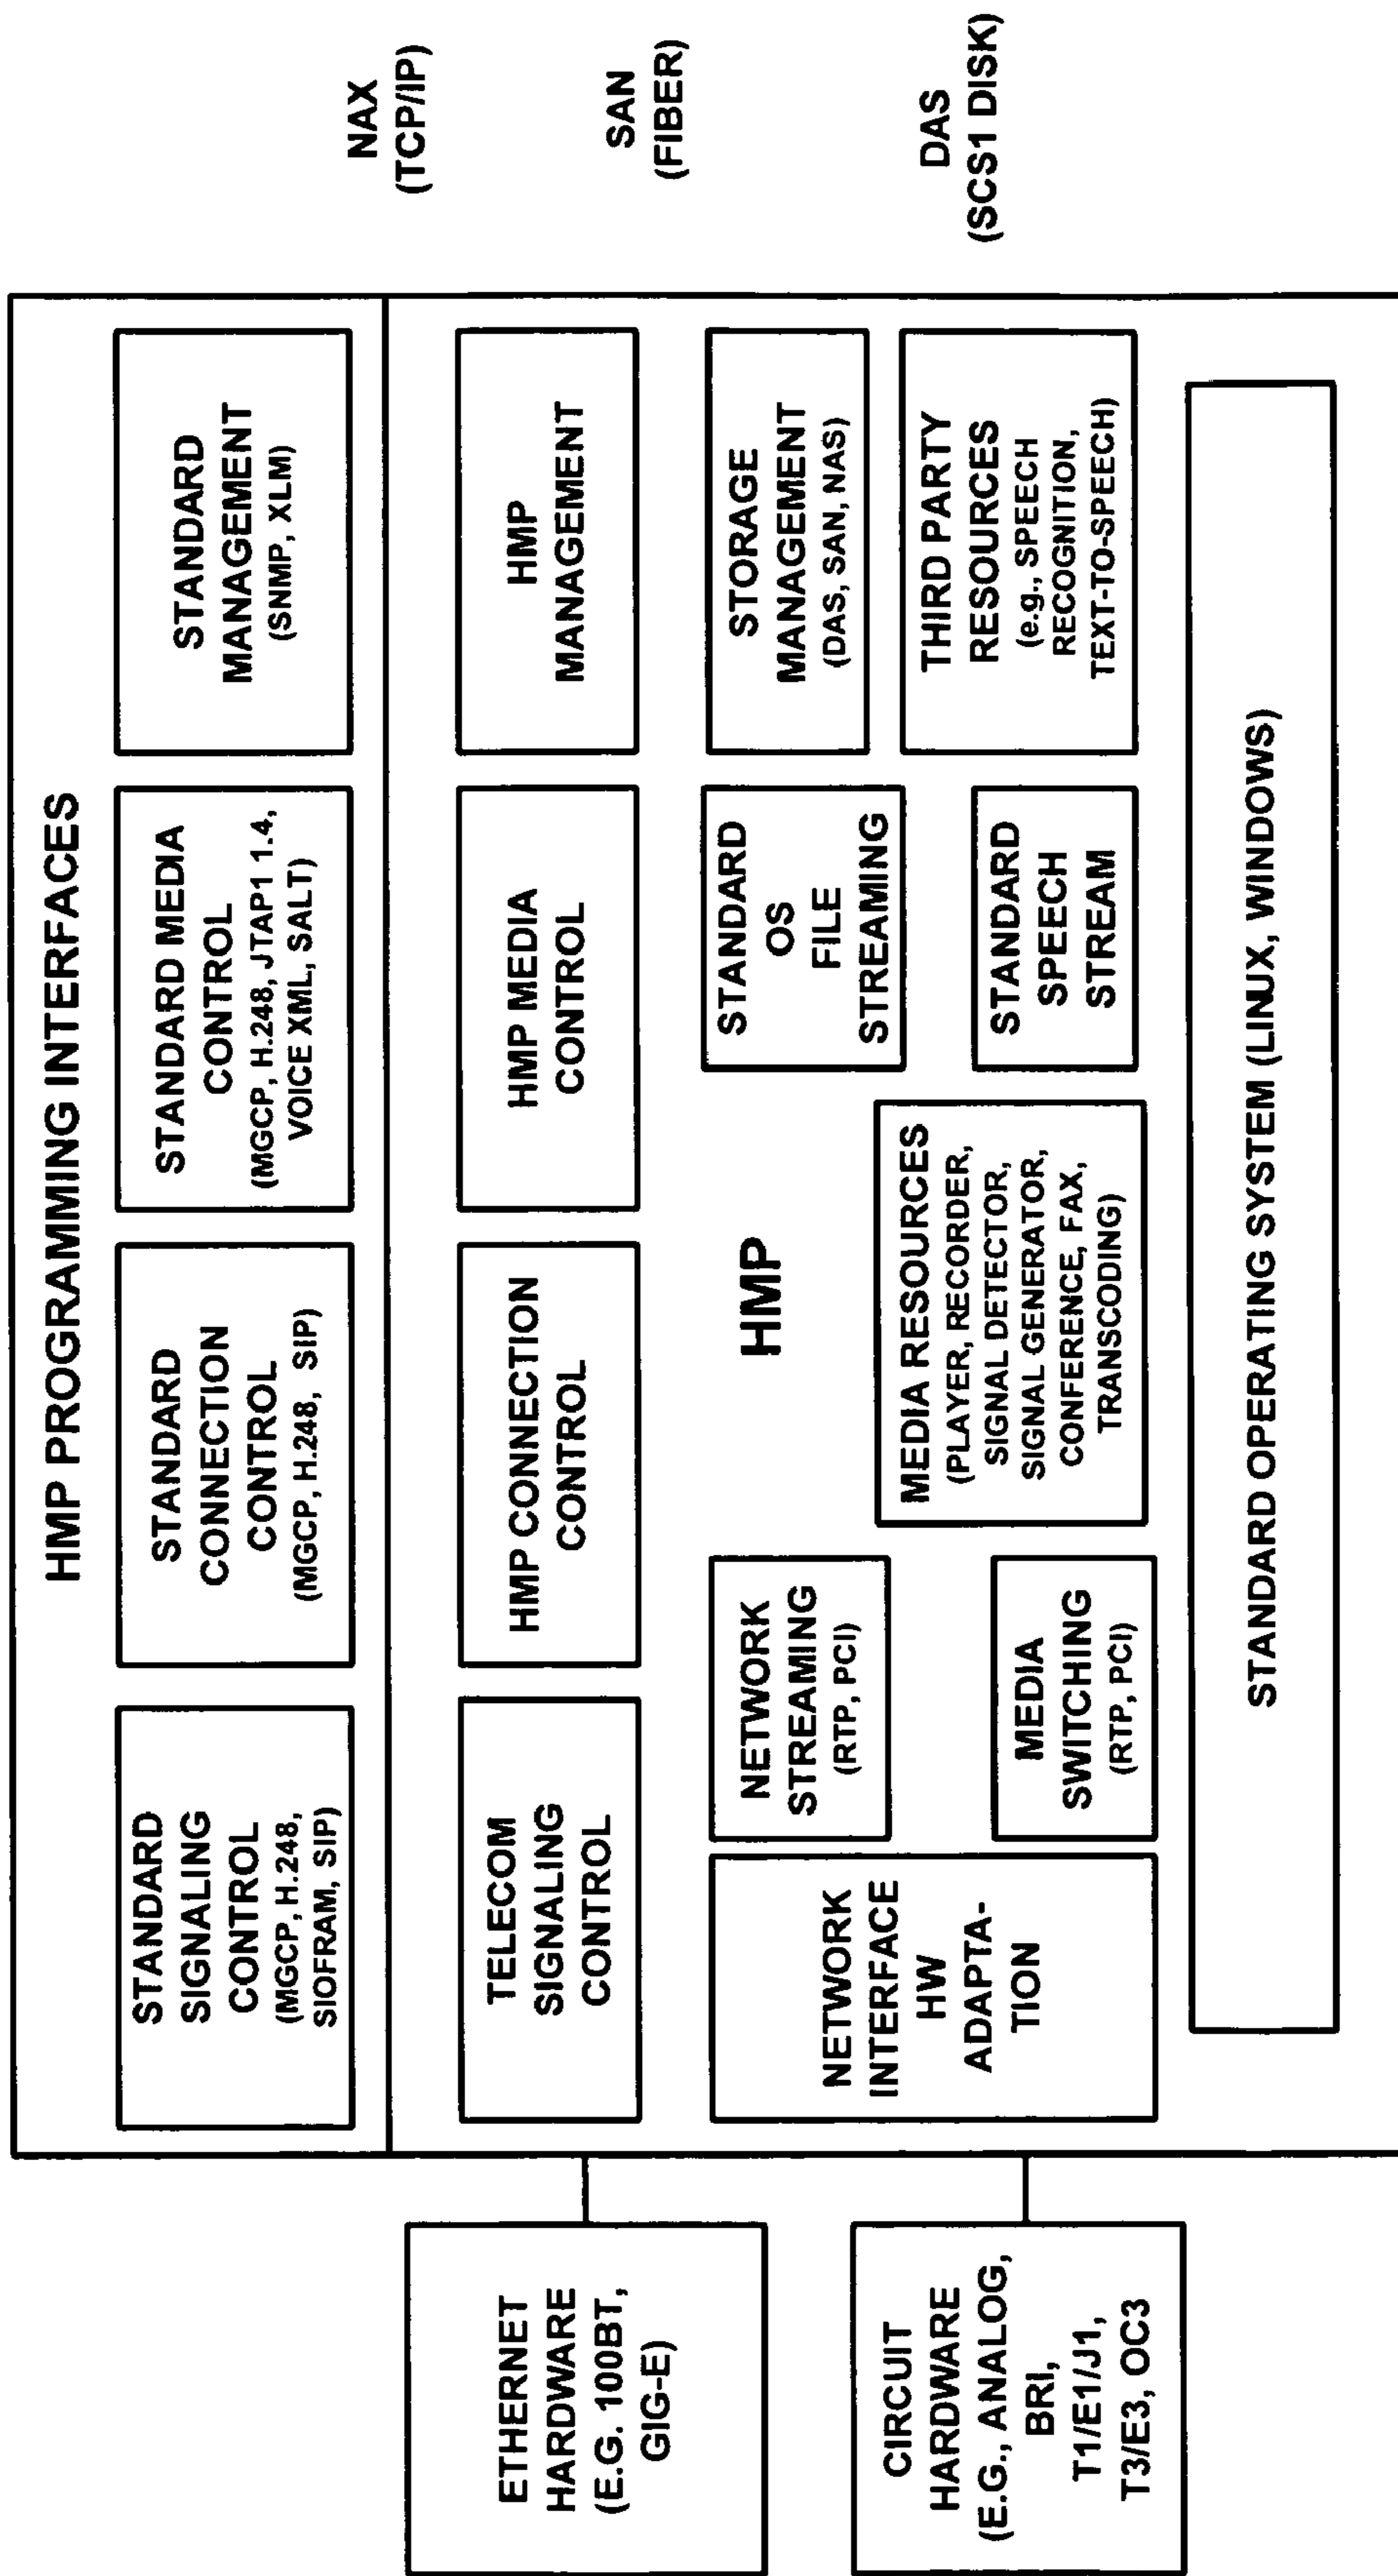 HMP PROGRAMMING INTERFACES
STANDARD
SIGNALING
CONTROL
(MGCP, H.248,
SIOFRAM, SIP)
STANDARD
CONNECTION
CONTROL
(MGCP, H.248, SIP)
STANDARD MEDIA
CONTROL
(MGCP, H.248, JTAP1 1.4,
VOICE XML, SALT)
STANDARD
MANAGEMENT
(SNMP, XLM)
TELECOM
SIGNALING
CONTROL
HMP CONNECTION
CONTROL
HMP MEDIA
CONTROL
HMP
MANAGEMENT
HMP
NETWORK
INTERFACE
HW
ADAPTA-
TION
NETWORK
STREAMING
(RTP, PCI)
MEDIA
SWITCHING
(RTP, PCI)
MEDIA RESOURCES
(PLAYER, RECORDER,
SIGNAL DETECTOR,
SIGNAL GENERATOR,
CONFERENCE, FAX,
TRANSCODING)
STANDARD
OS
FILE
STREAMING
STANDARD
SPEECH
STREAM
STORAGE
MANAGEMENT
(DAS, SAN, NAS)
THIRD PARTY
RESOURCES
(e.g., SPEECH
RECOGNITION,
TEXT-TO-SPEECH)
STANDARD OPERATING SYSTEM (LINUX, WINDOWS)
ETHERNET
HARDWARE
(E.G. 100BT,
GIG-E)
CIRCUIT
HARDWARE
(E.G., ANALOG,
BRI,
T1/E1/J1,
T3/E3, OC3
NAX
(TCP/IP)
SAN
(FIBER)
DAS
(SCS1 DISK)